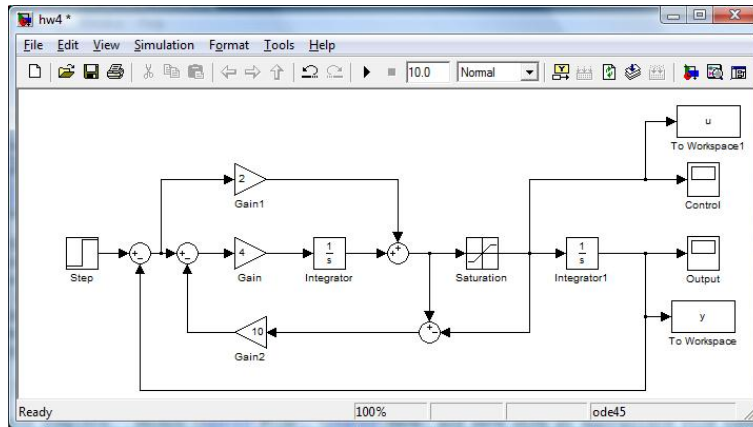 hw4 *
File Edit View Simulation Format Tools Help
10.0 Normal
u
To Workspace1
2
Gain1
Control
Step
4
Gain
1
s
Integrator
Saturation
1
s
Integrator1
Output
10
Gain2
y
To Workspace
Ready 100% ode45